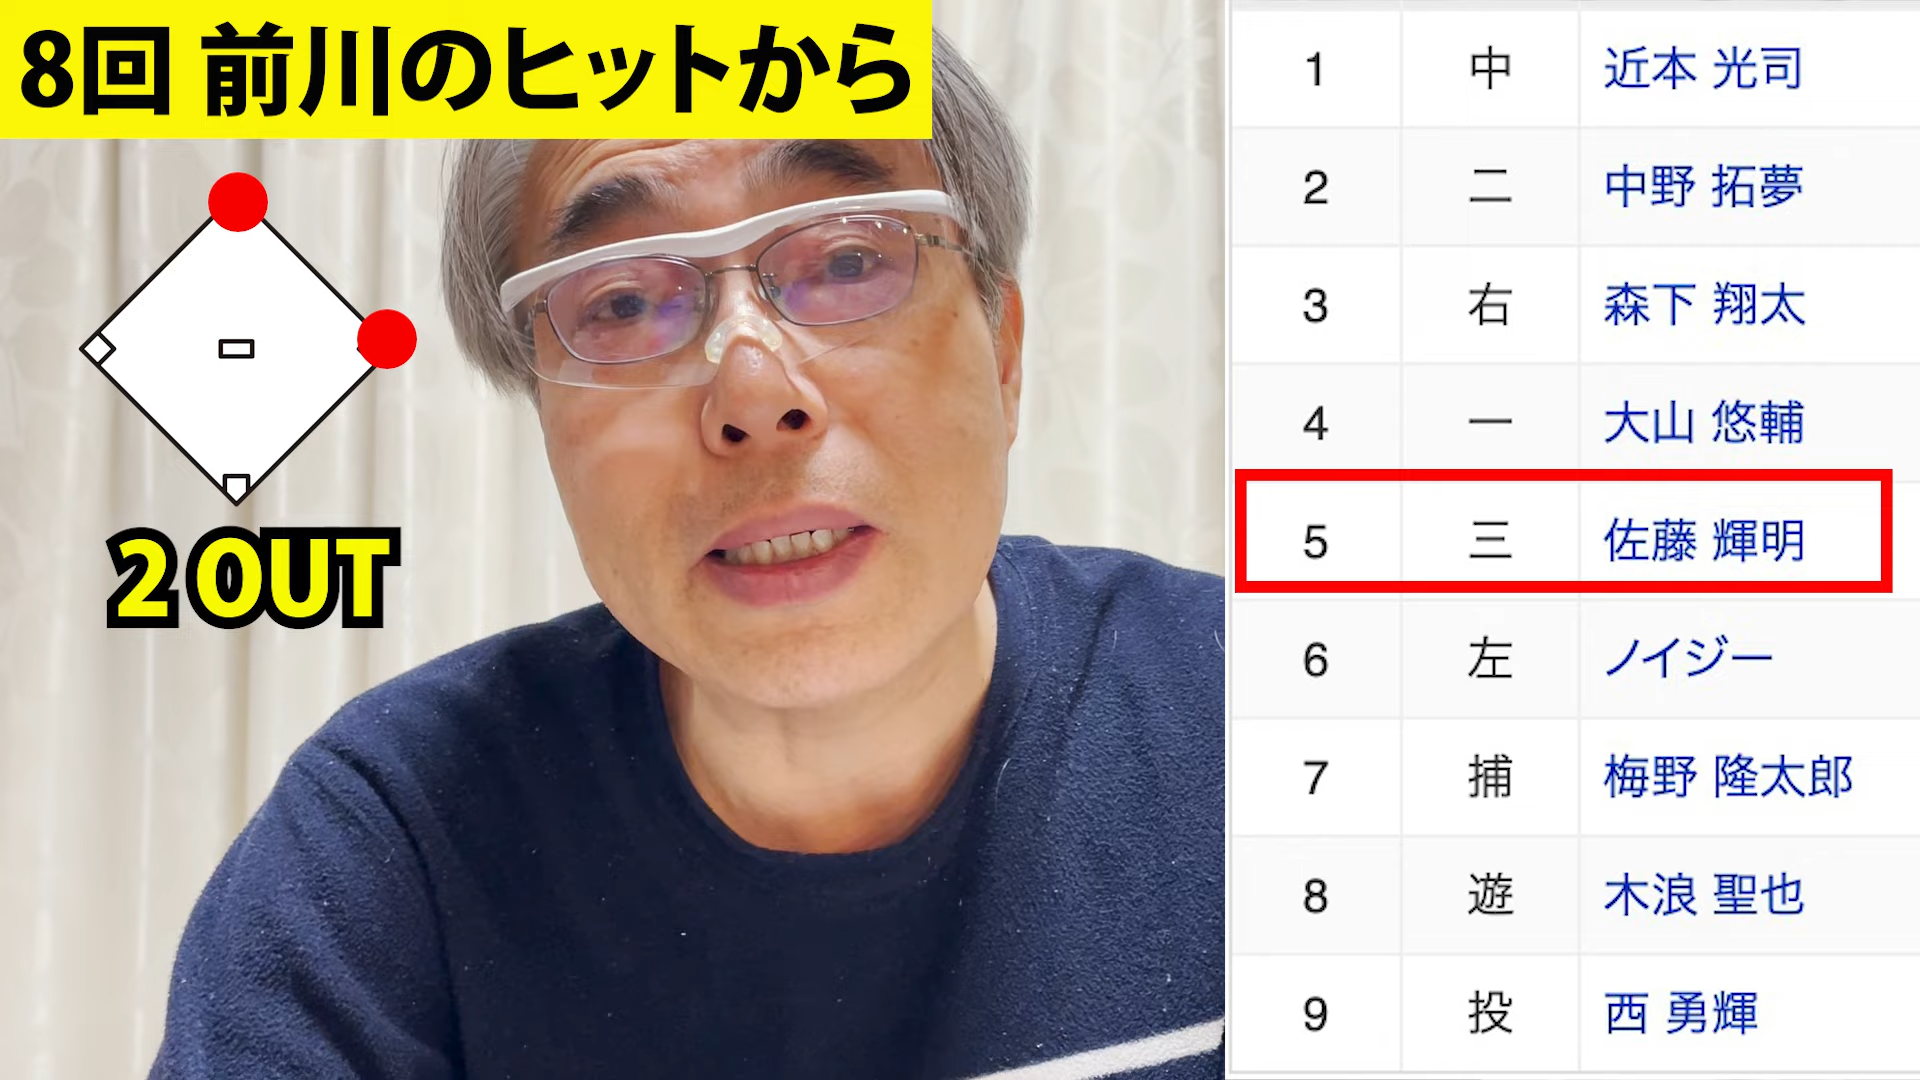 8回 前川のヒットから
2 OUT
1 中 近本 光司
2 二 中野 拓夢
3 右 森下 翔太
4 一 大山 悠輔
5 三 佐藤 輝明
6 左 ノイジー
7 捕 梅野 隆太郎
8 遊 木浪 聖也
9 投 西 勇輝